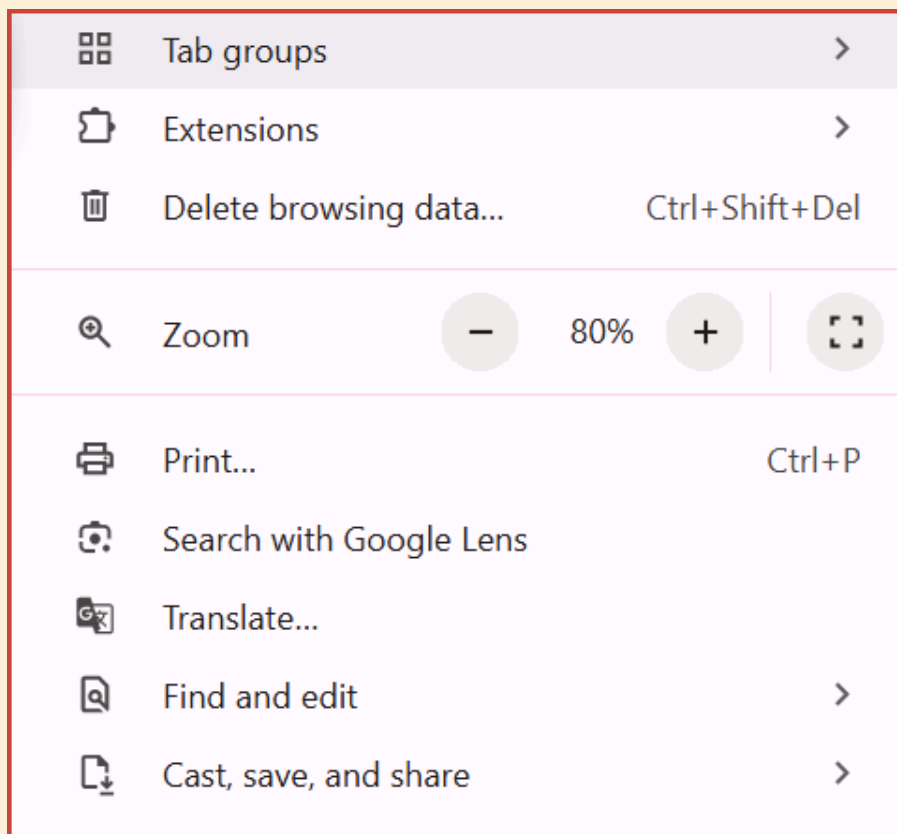 Tab groups
Extensions
Delete browsing data... Ctrl+Shift+Del
Zoom − 80% +
Print... Ctrl+P
Search with Google Lens
Translate...
Find and edit
Cast, save, and share